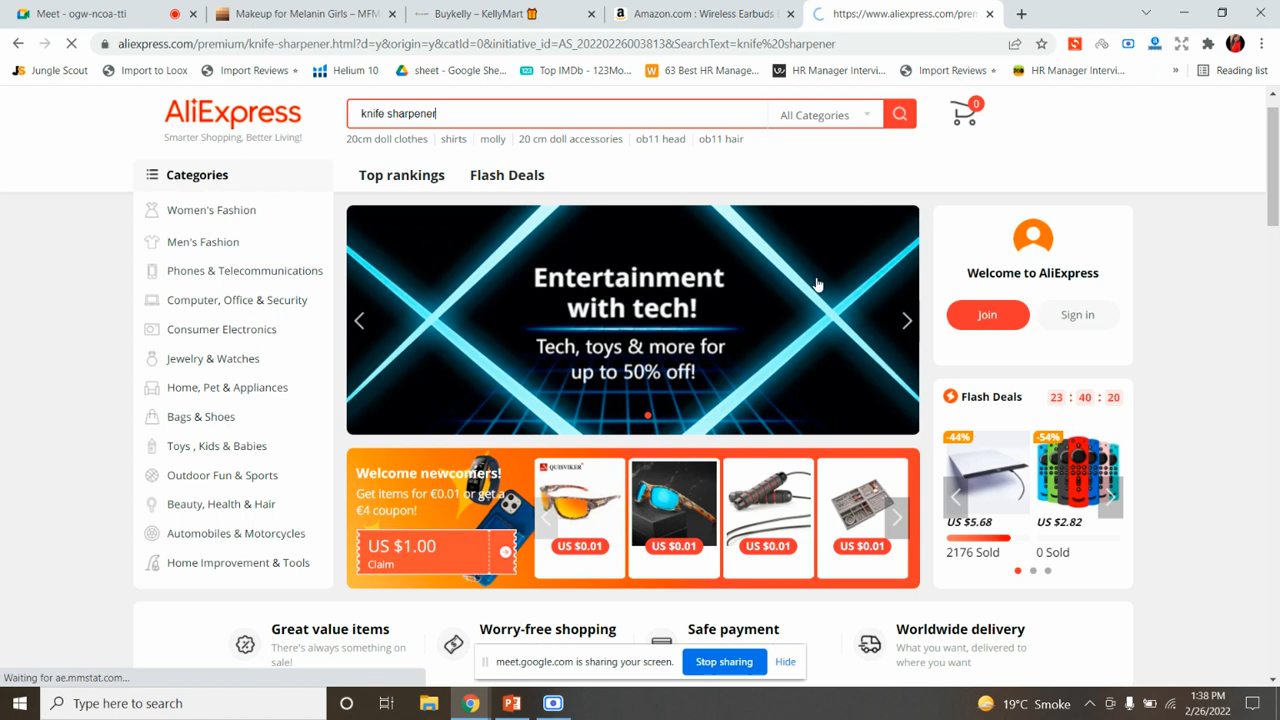 Meet - ogw-ncoa-tti
Makeup for Melanin Girls – MFM
Buykelly – KellyMart
Amazon.com : Wireless Earbuds
https://www.aliexpress.com/prem
aliexpress.com/premium/knife-sharpener.html?d=y&origin=y&catId=0&initiative_id=AS_20220226003813&SearchText=knife%20sharpener
Jungle Scout
Import to Loox
Import Reviews
Helium 10
sheet - Google She...
Top IMDb - 123Mo...
63 Best HR Manage...
HR Manager Intervi...
Import Reviews
HR Manager Intervi...
»
Reading list
AliExpress
Smarter Shopping, Better Living!
knife sharpener
All Categories
0
20cm doll clothes
shirts
molly
20 cm doll accessories
ob11 head
ob11 hair
Categories
Top rankings
Flash Deals
Women's Fashion
Men's Fashion
Phones & Telecommunications
Computer, Office & Security
Consumer Electronics
Jewelry & Watches
Home, Pet & Appliances
Bags & Shoes
Toys , Kids & Babies
Outdoor Fun & Sports
Beauty, Health & Hair
Automobiles & Motorcycles
Home Improvement & Tools
Entertainment
with tech!
Tech, toys & more for
up to 50% off!
Welcome to AliExpress
Join
Sign in
Flash Deals
23 : 40 : 20
-44%
-54%
US $5.68
US $2.82
2176 Sold
0 Sold
Welcome newcomers!
Get items for €0.01 or get a
€4 coupon!
US $1.00
Claim
QUISVIKER
US $0.01
US $0.01
US $0.01
US $0.01
Great value items
There's always something on
sale!
Worry-free shopping
Safe payment
Worldwide delivery
What you want, delivered to
where you want
meet.google.com is sharing your screen.
Stop sharing
Hide
Waiting for ae.mmstat.com...
Type here to search
19°C Smoke
1:38 PM
2/26/2022